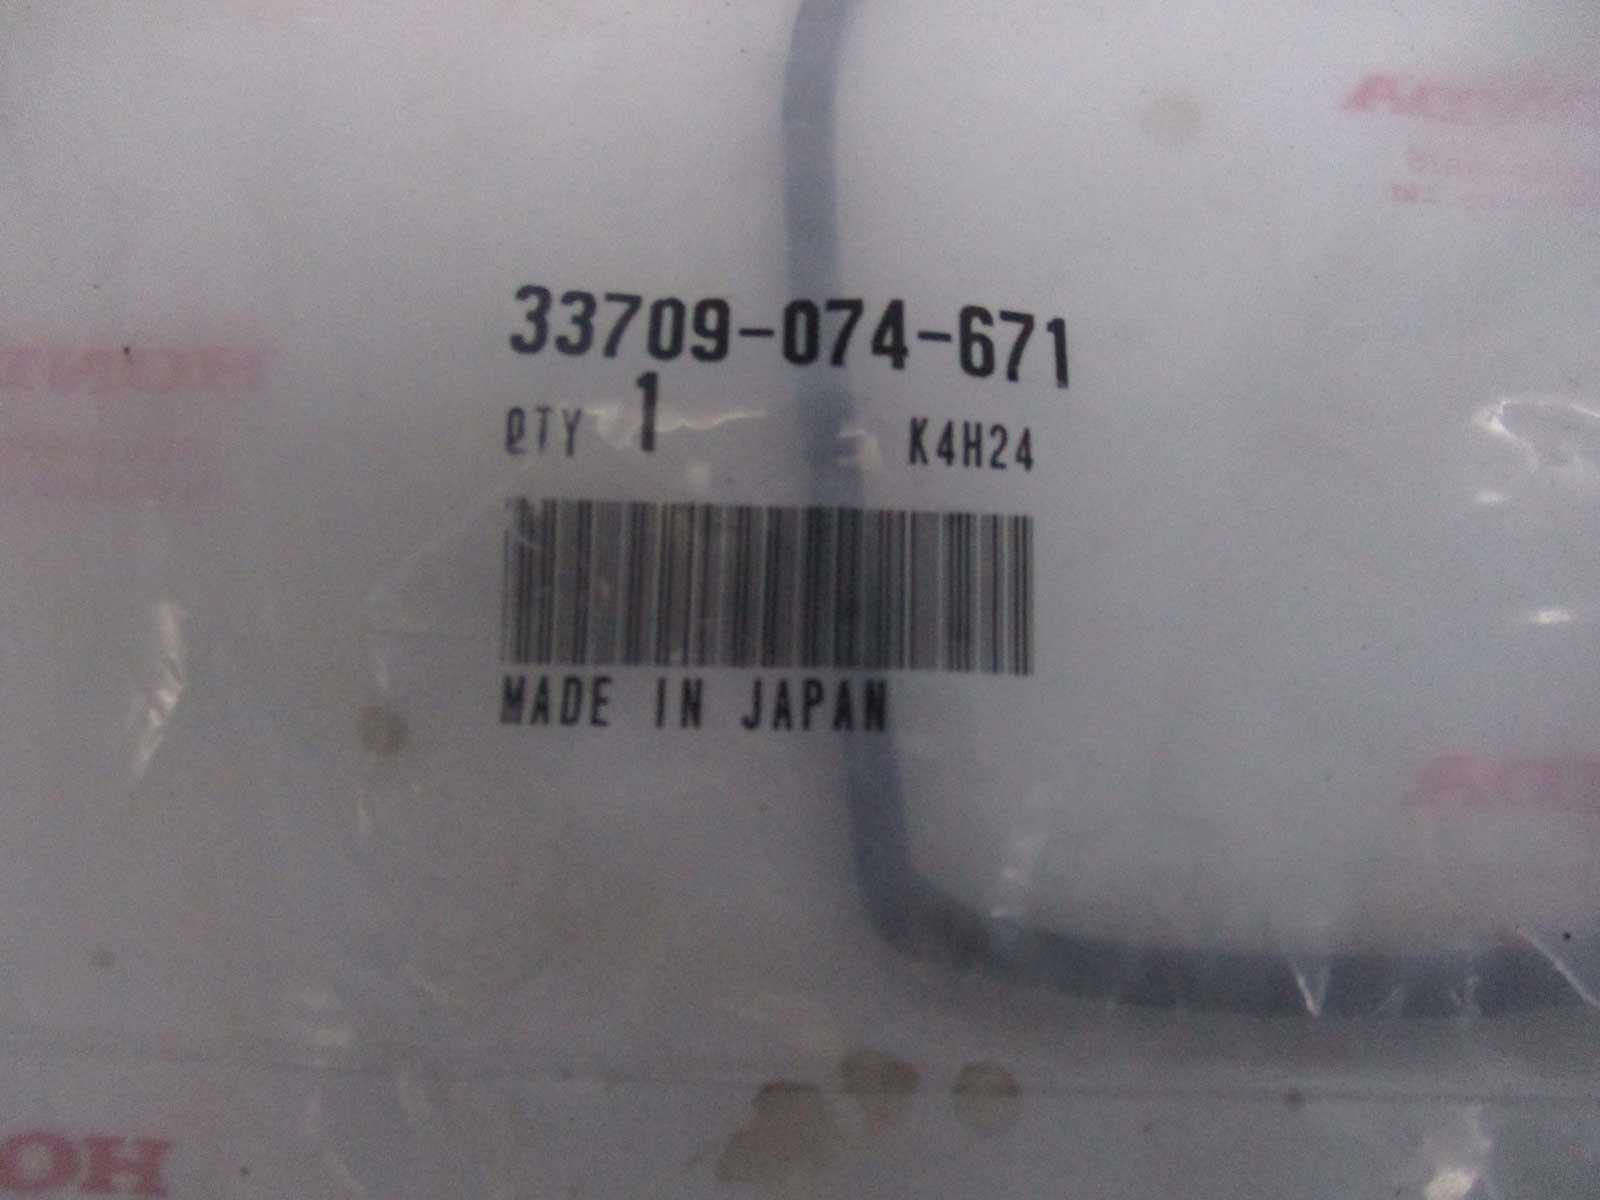 33709-074-671
QTY 1 K4H24
MADE IN JAPAN